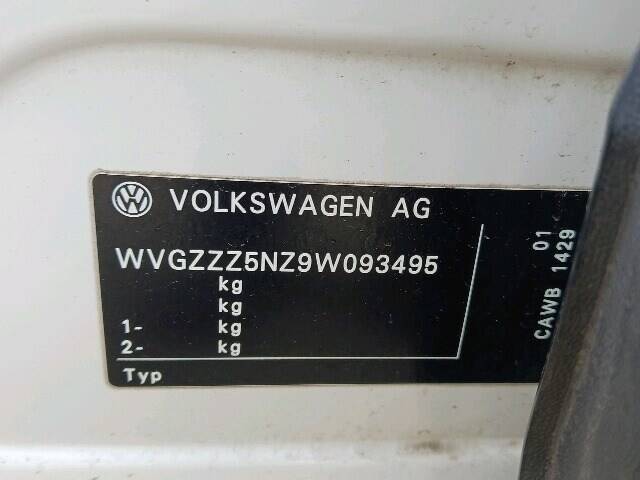 VOLKSWAGEN AG
WVGZZZ5NZ9W093495
kg
kg
1- kg
2- kg
Typ
01
CAWB 1429